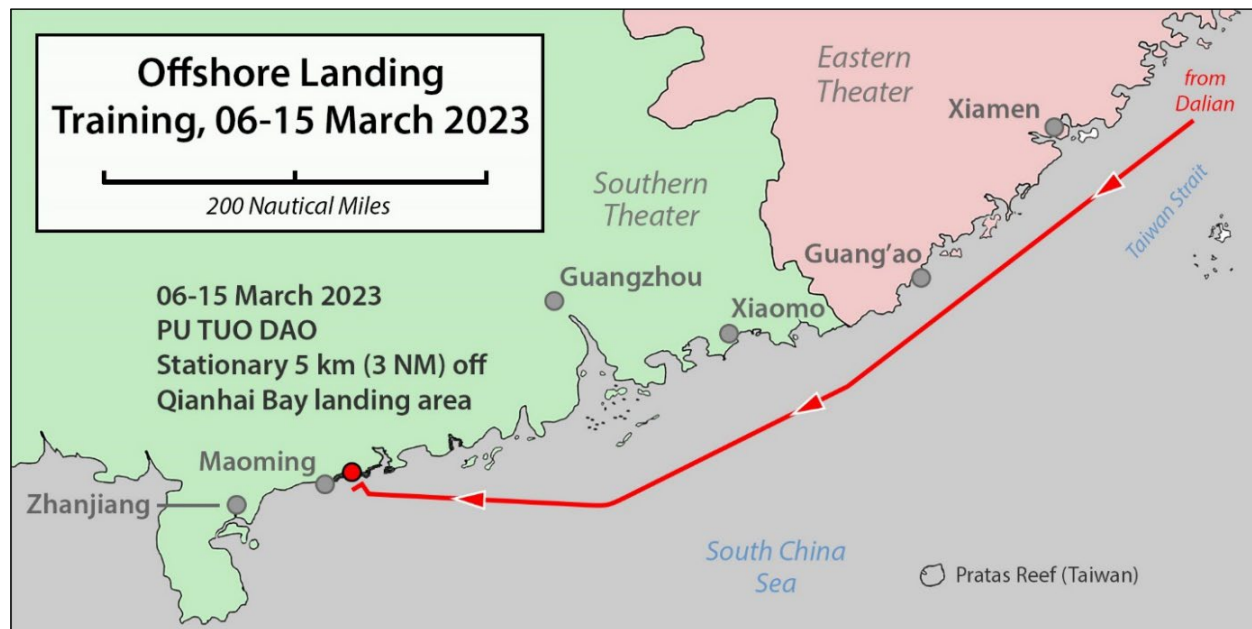 Offshore Landing
Training, 06-15 March 2023
200 Nautical Miles
Eastern
Theater
from
Dalian
Xiamen
Taiwan Strait
Southern
Theater
Guang’ao
Guangzhou
Xiaomo
06-15 March 2023
PU TUO DAO
Stationary 5 km (3 NM) off
Qianhai Bay landing area
Maoming
Zhanjiang
South China
Sea
Pratas Reef (Taiwan)